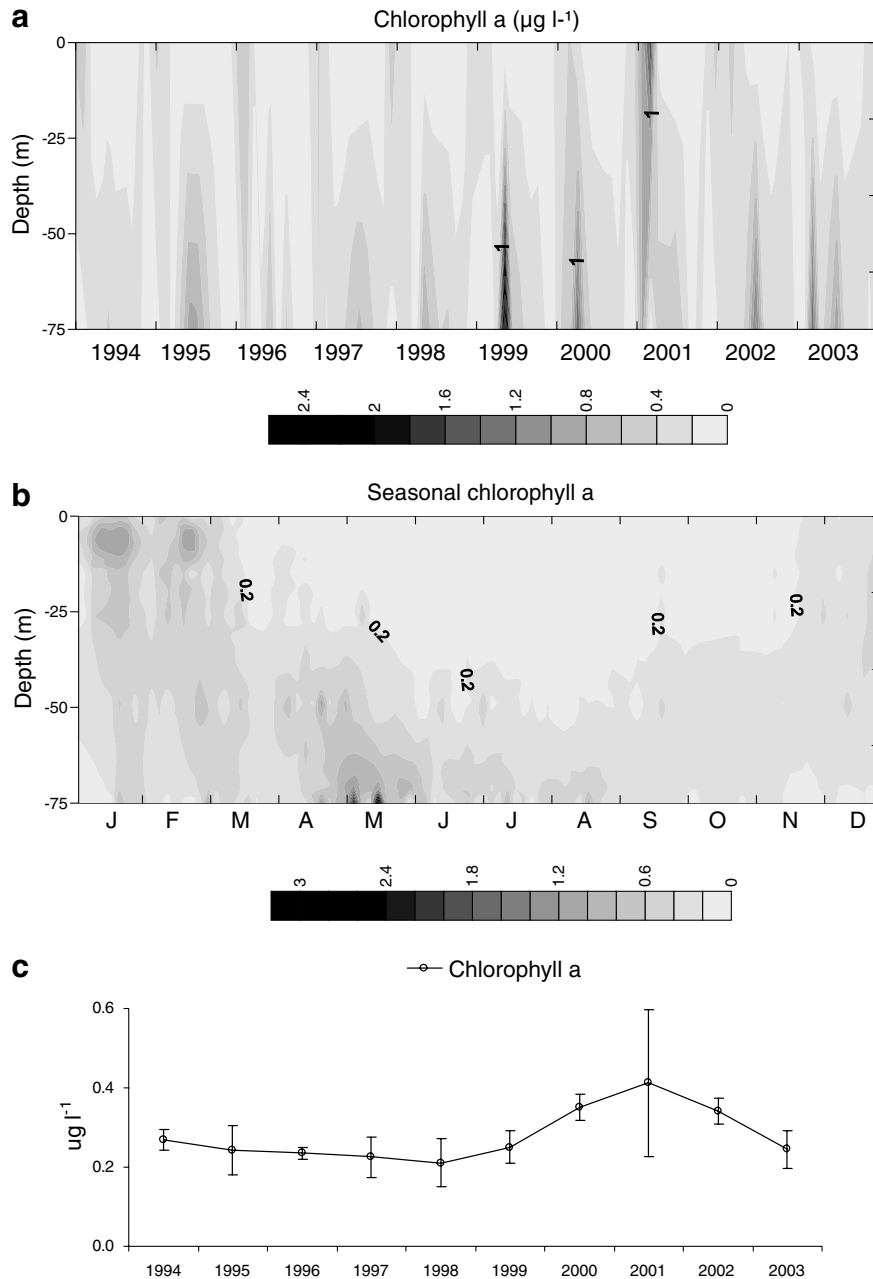 a
Chlorophyll a (µg l-¹)
0
-25
-50
-75
Depth (m)
1
1
1
1994 1995 1996 1997 1998 1999 2000 2001 2002 2003
2.4 2 1.6 1.2 0.8 0.4 0
b
Seasonal chlorophyll a
0
-25
-50
-75
Depth (m)
0.2
0.2
0.2
0.2
0.2
J F M A M J J A S O N D
3 2.4 1.8 1.2 0.6 0
c
Chlorophyll a
0.6
0.4
0.2
0.0
ug l-1
1994 1995 1996 1997 1998 1999 2000 2001 2002 2003